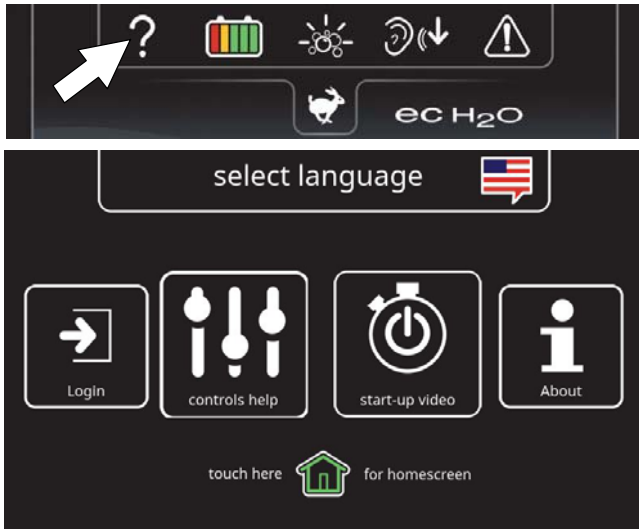 ?
ec H2O
select language
Login
controls help
start-up video
About
touch here
for homescreen